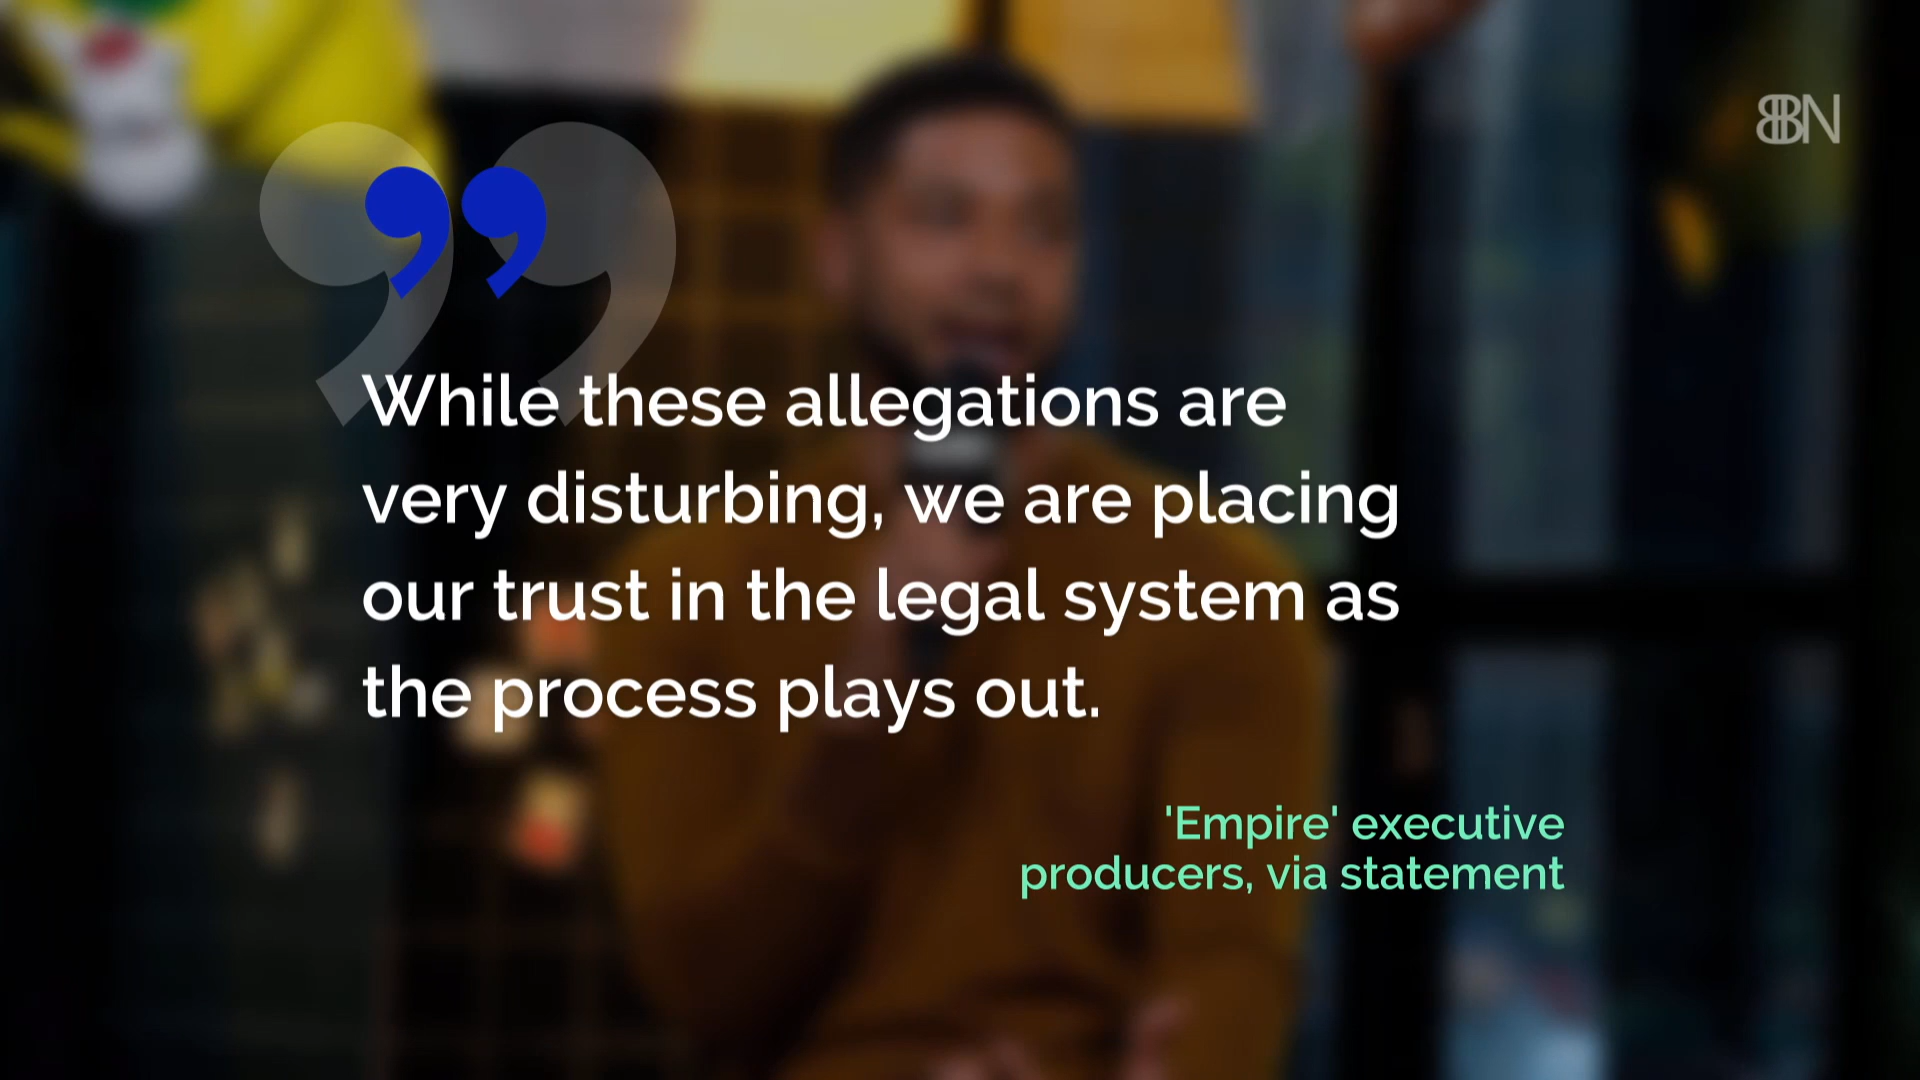 BBN
While these allegations are
very disturbing, we are placing
our trust in the legal system as
the process plays out.
'Empire' executive
producers, via statement